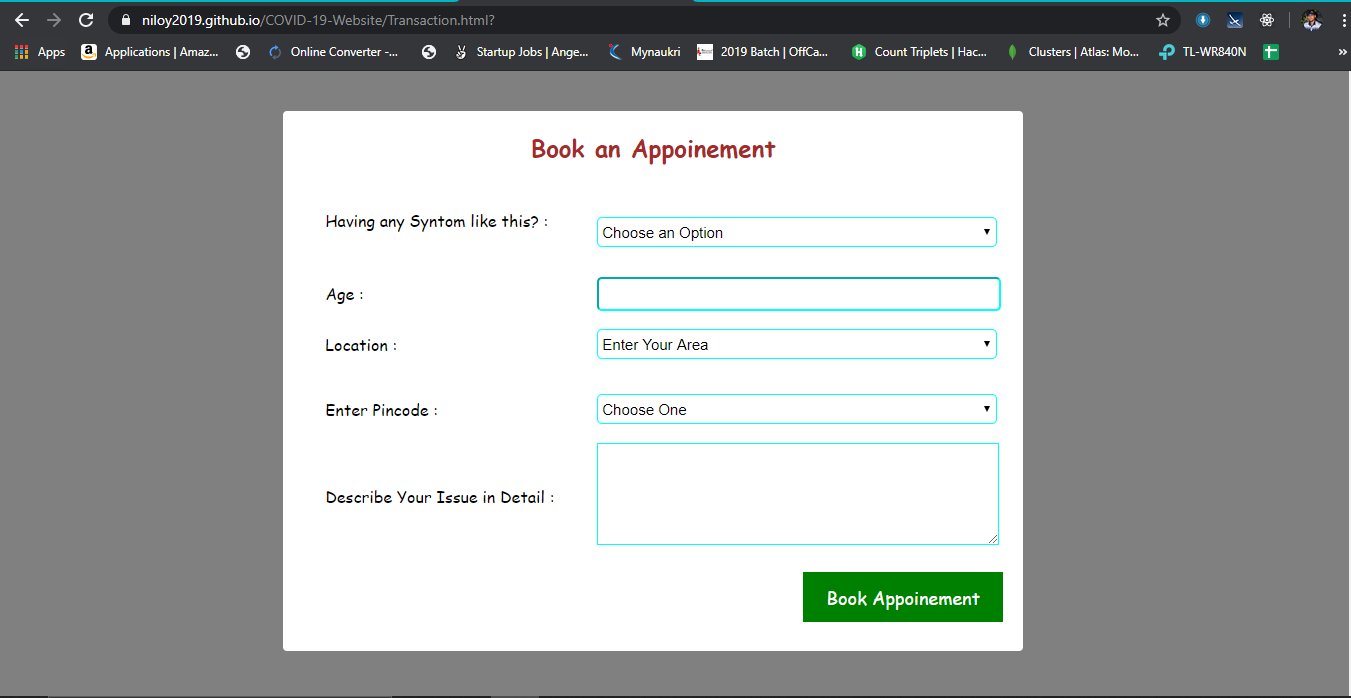 niloy2019.github.io/COVID-19-Website/Transaction.html?
Apps
Applications | Amaz...
Online Converter -...
Startup Jobs | Ange...
Mynaukri
2019 Batch | OffCa...
H
Count Triplets | Hac...
Clusters | Atlas: Mo...
TL-WR840N
»
Book an Appoinement
Having any Syntom like this? :
Choose an Option
Age :
Location :
Enter Your Area
Enter Pincode :
Choose One
Describe Your Issue in Detail :
Book Appoinement